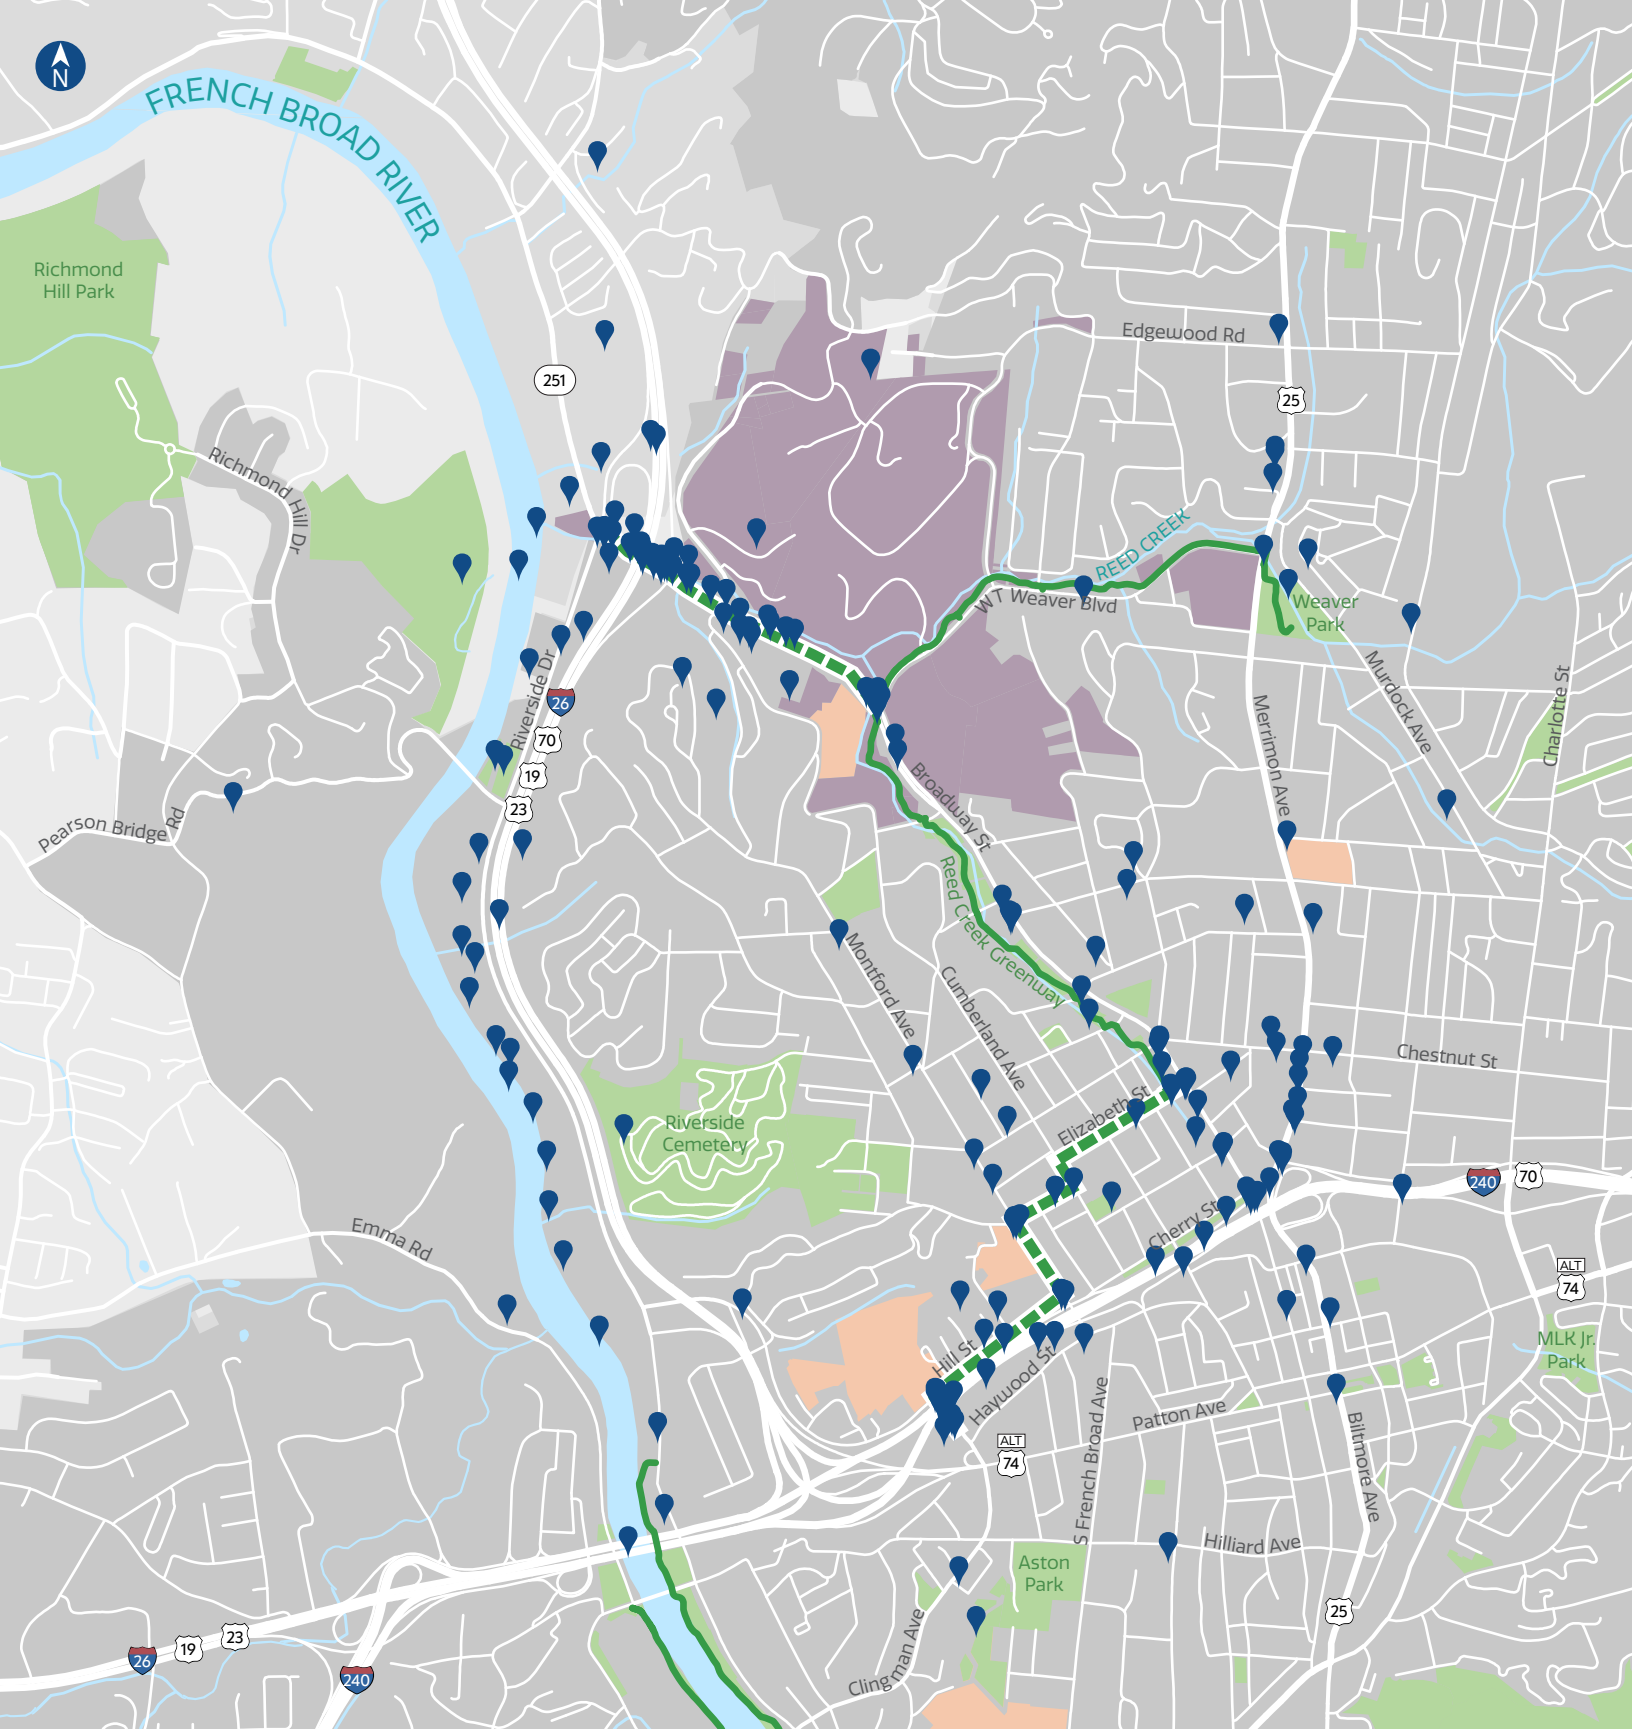 N
FRENCH BROAD RIVER
Richmond
Hill Park
Edgewood Rd
251
25
Richmond Hill Dr
REED CREEK
WT Weaver Blvd
Weaver
Park
Riverside Dr
26
70
19
23
Murdock Ave
Charlotte St
Merrimon Ave
Broadway St
Pearson Bridge Rd
Reed Creek Greenway
Montford Ave
Cumberland Ave
Chestnut St
Elizabeth St
Riverside
Cemetery
240
70
Cherry St
Emma Rd
ALT
74
MLK Jr.
Park
Hill St
Haywood St
S French Broad Ave
Patton Ave
Biltmore Ave
ALT
74
Hilliard Ave
Aston
Park
25
Clingman Ave
26
19
23
240